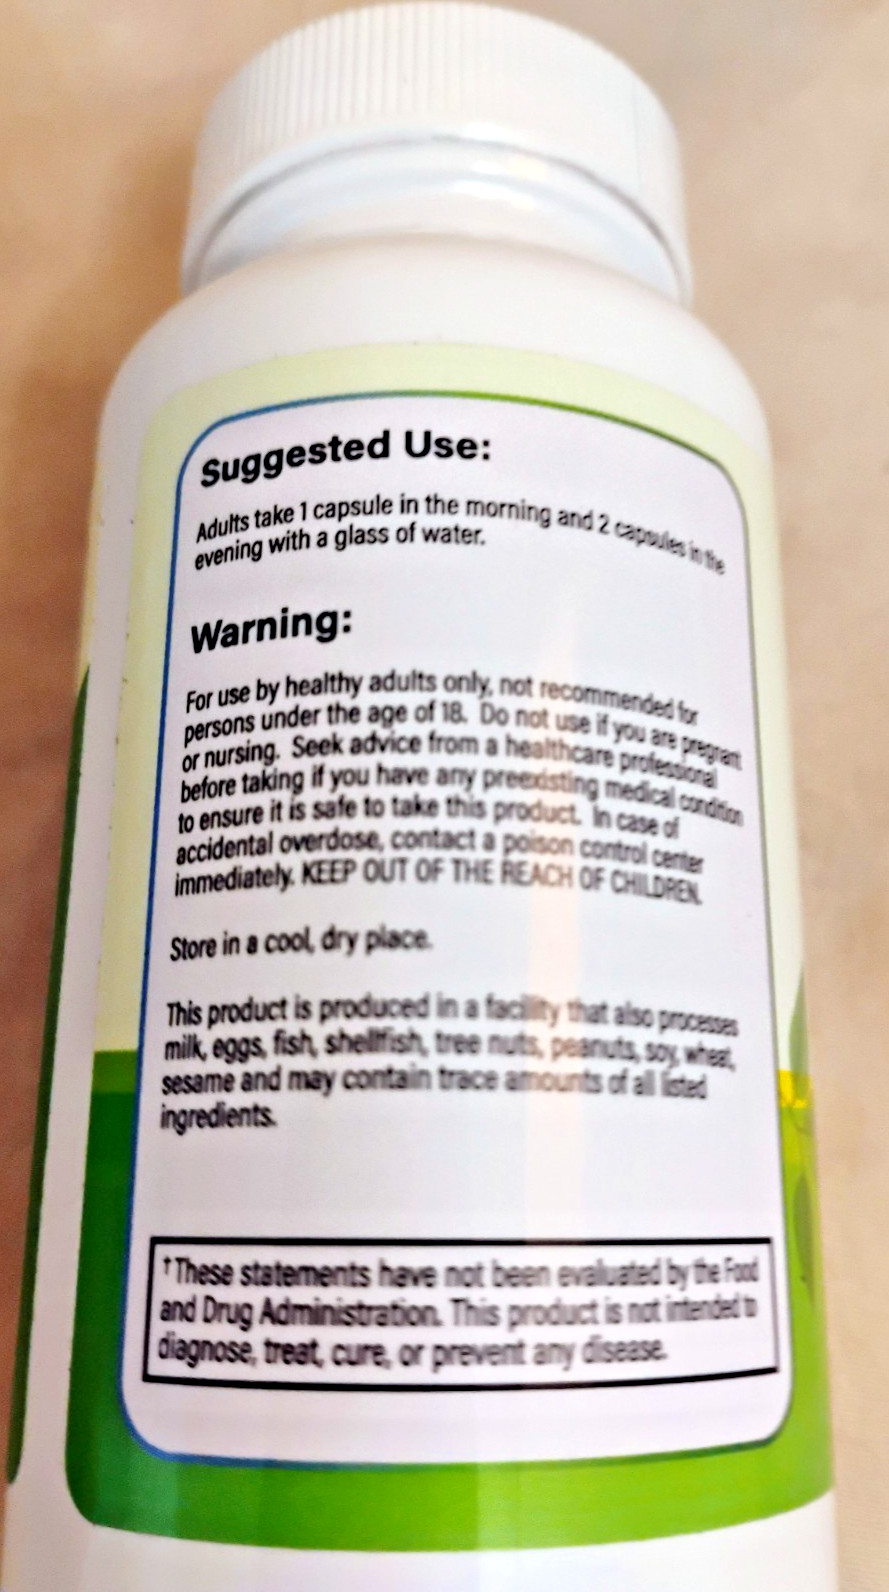 Suggested Use:
Adults take 1 capsule in the morning and 2 capsules in the
evening with a glass of water.
Warning:
For use by healthy adults only, not recommended for
persons under the age of 18. Do not use if you are pregnant
or nursing. Seek advice from a healthcare professional
before taking if you have any preexisting medical condition
to ensure it is safe to take this product. In case of
accidental overdose, contact a poison control center
immediately. KEEP OUT OF THE REACH OF CHILDREN.
Store in a cool, dry place.
This product is produced in a facility that also processes
milk, eggs, fish, shellfish, tree nuts, peanuts, soy, wheat,
sesame and may contain trace amounts of all listed
ingredients.
†These statements have not been evaluated by the Food
and Drug Administration. This product is not intended to
diagnose, treat, cure, or prevent any disease.